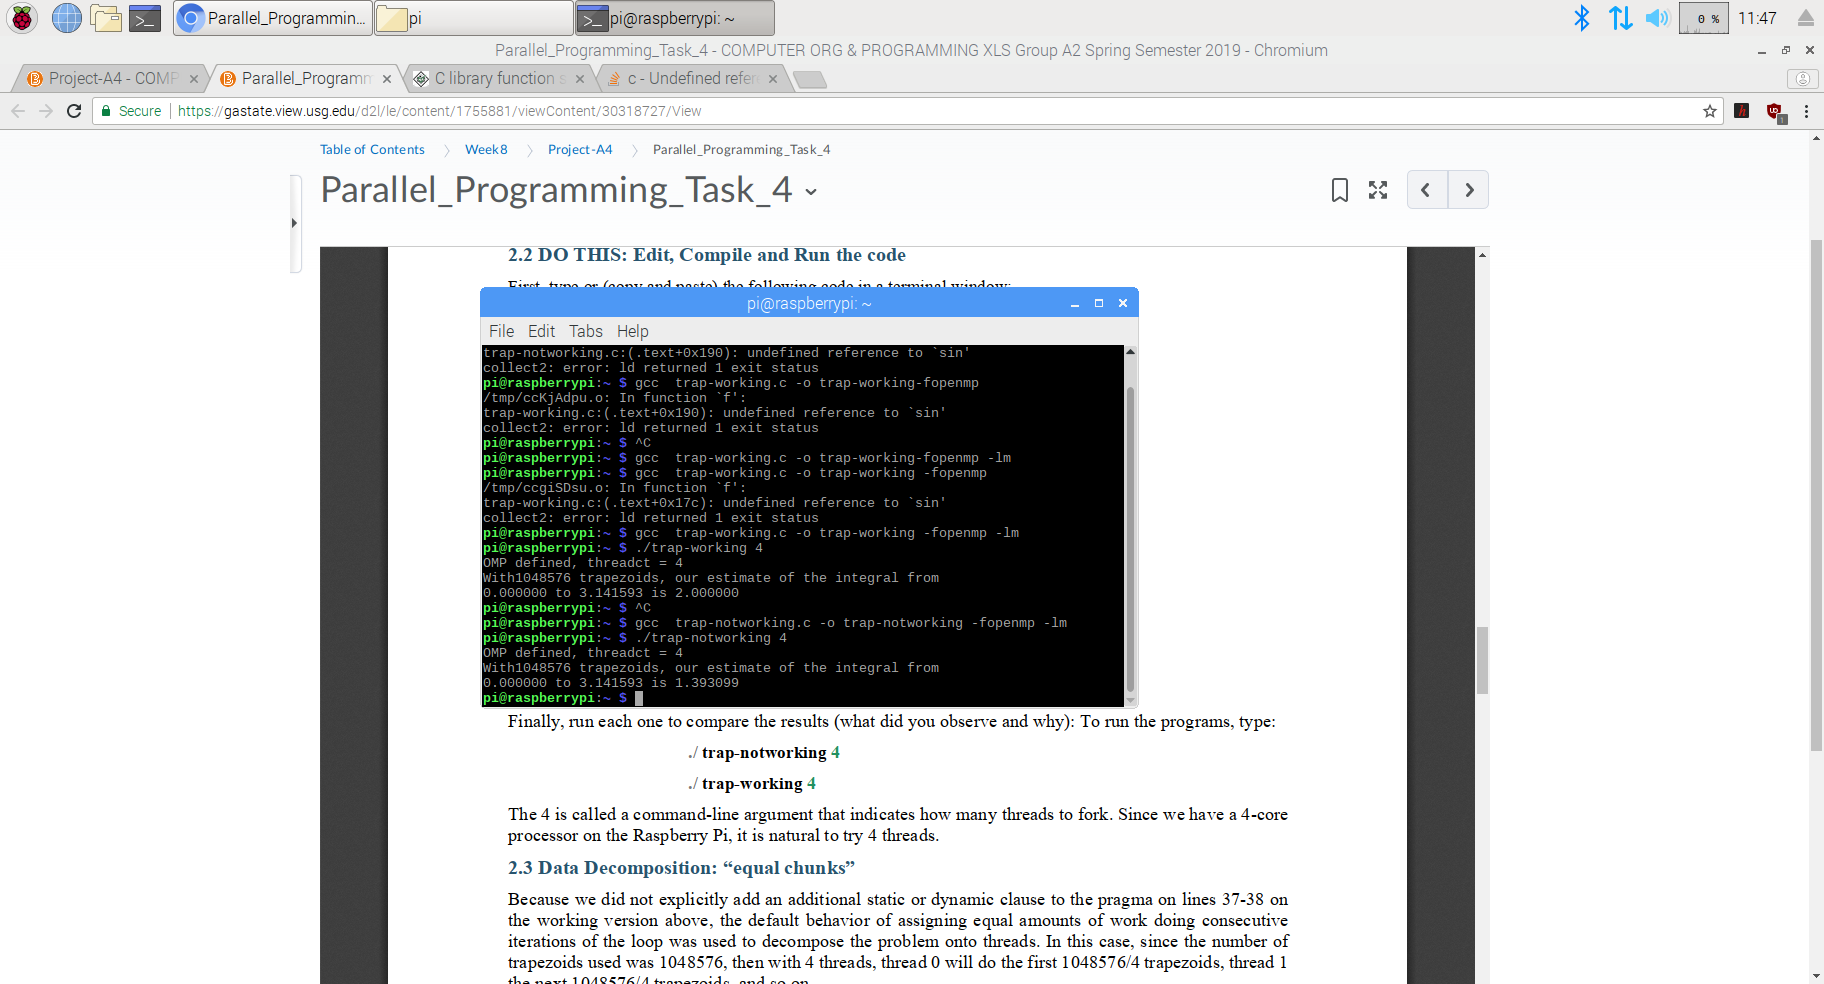 Parallel_Programmin...
pi
pi@raspberrypi: ~
0 %
11:47
Parallel_Programming_Task_4 - COMPUTER ORG & PROGRAMMING XLS Group A2 Spring Semester 2019 - Chromium
Project-A4 - COMP
Parallel_Programm
C library function s
c - Undefined refer
Secure
https://gastate.view.usg.edu/d2l/le/content/1755881/viewContent/30318727/View
Table of Contents
Week8
Project-A4
Parallel_Programming_Task_4
Parallel_Programming_Task_4
2.2 DO THIS: Edit, Compile and Run the code
First, type or (copy and paste) the following code in a terminal window:
pi@raspberrypi: ~
File Edit Tabs Help
trap-notworking.c:(.text+0x190): undefined reference to `sin'
collect2: error: ld returned 1 exit status
pi@raspberrypi:~ $ gcc  trap-working.c -o trap-working-fopenmp
/tmp/ccKjAdpu.o: In function `f':
trap-working.c:(.text+0x190): undefined reference to `sin'
collect2: error: ld returned 1 exit status
pi@raspberrypi:~ $ ^C
pi@raspberrypi:~ $ gcc  trap-working.c -o trap-working-fopenmp -lm
pi@raspberrypi:~ $ gcc  trap-working.c -o trap-working -fopenmp
/tmp/ccgiSDsu.o: In function `f':
trap-working.c:(.text+0x17c): undefined reference to `sin'
collect2: error: ld returned 1 exit status
pi@raspberrypi:~ $ gcc  trap-working.c -o trap-working -fopenmp -lm
pi@raspberrypi:~ $ ./trap-working 4
OMP defined, threadct = 4
With1048576 trapezoids, our estimate of the integral from
0.000000 to 3.141593 is 2.000000
pi@raspberrypi:~ $ ^C
pi@raspberrypi:~ $ gcc  trap-notworking.c -o trap-notworking -fopenmp -lm
pi@raspberrypi:~ $ ./trap-notworking 4
OMP defined, threadct = 4
With1048576 trapezoids, our estimate of the integral from
0.000000 to 3.141593 is 1.393099
pi@raspberrypi:~ $
Finally, run each one to compare the results (what did you observe and why): To run the programs, type:
./ trap-notworking 4
./ trap-working 4
The 4 is called a command-line argument that indicates how many threads to fork. Since we have a 4-core
processor on the Raspberry Pi, it is natural to try 4 threads.
2.3 Data Decomposition: “equal chunks”
Because we did not explicitly add an additional static or dynamic clause to the pragma on lines 37-38 on
the working version above, the default behavior of assigning equal amounts of work doing consecutive
iterations of the loop was used to decompose the problem onto threads. In this case, since the number of
trapezoids used was 1048576, then with 4 threads, thread 0 will do the first 1048576/4 trapezoids, thread 1
the next 1048576/4 trapezoids, and so on